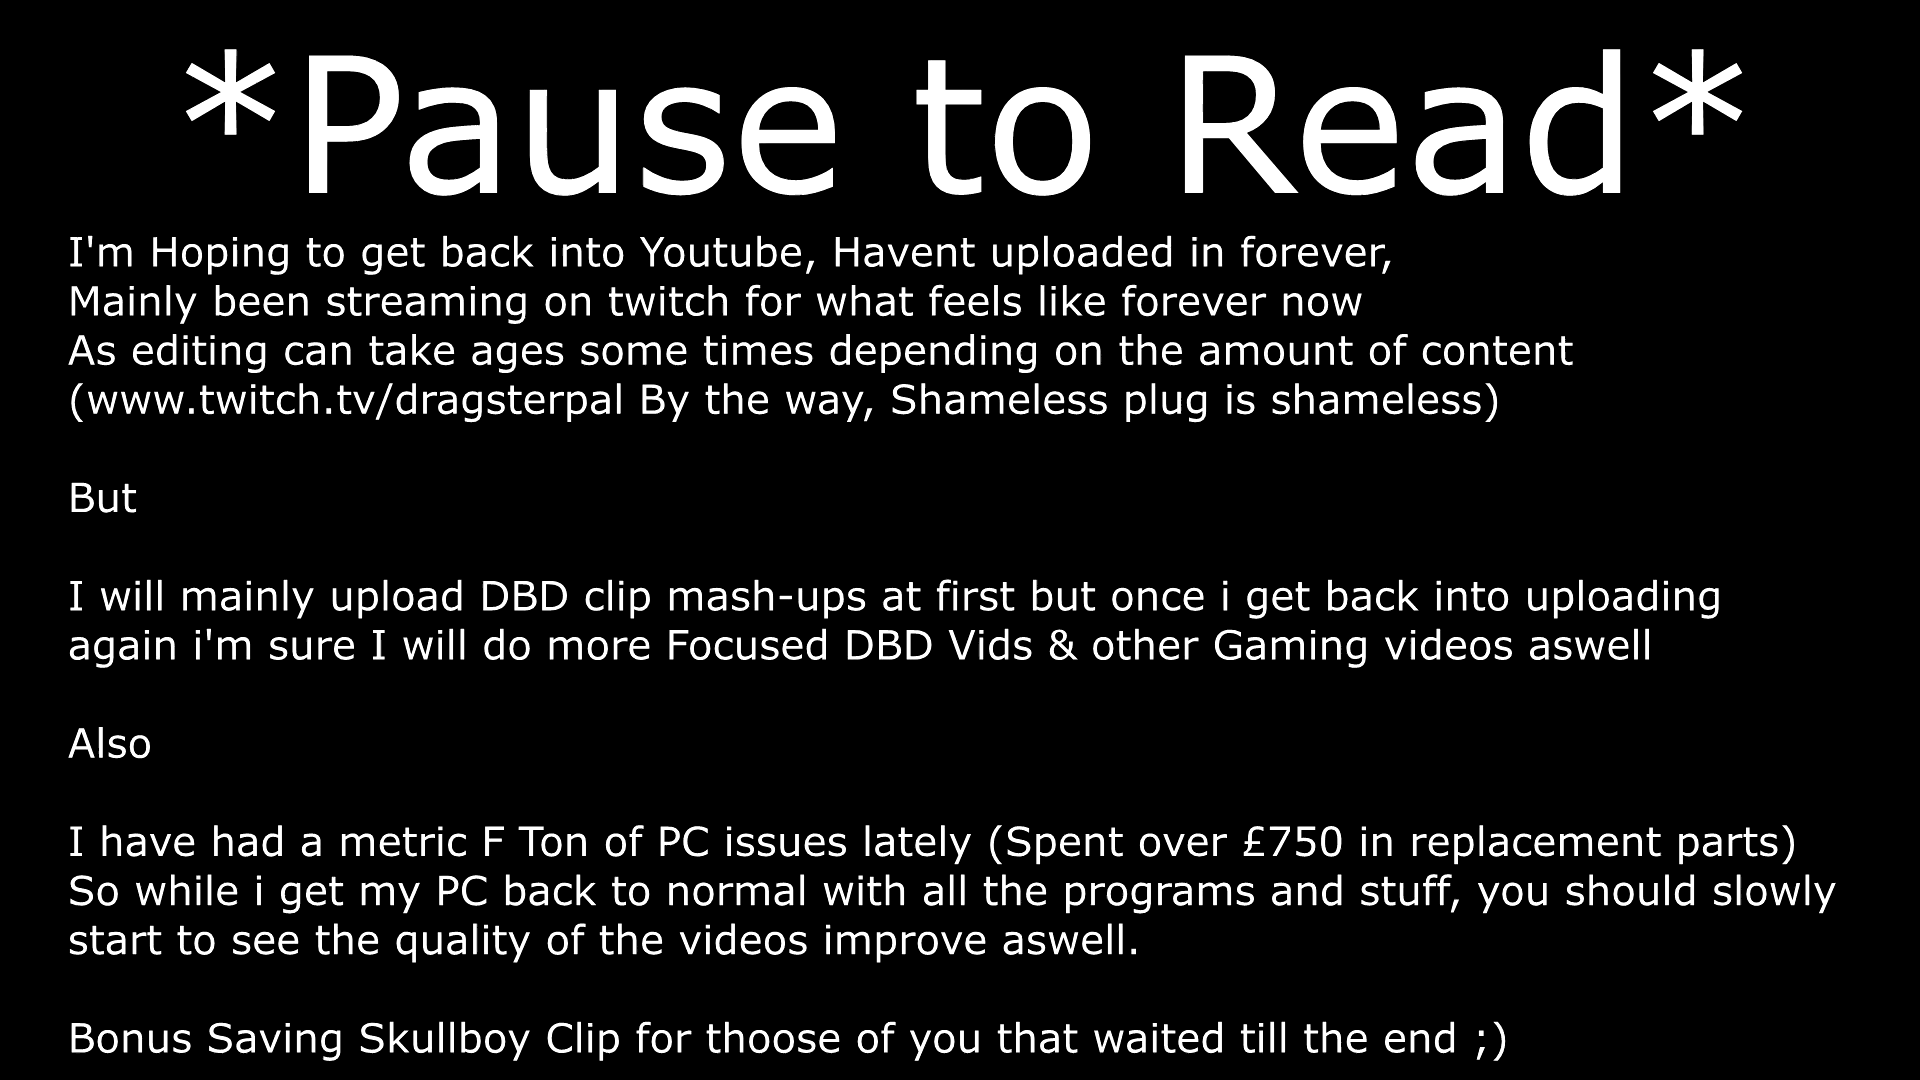 *Pause to Read*
I'm Hoping to get back into Youtube, Havent uploaded in forever,
Mainly been streaming on twitch for what feels like forever now
As editing can take ages some times depending on the amount of content
(www.twitch.tv/dragsterpal By the way, Shameless plug is shameless)
But
I will mainly upload DBD clip mash-ups at first but once i get back into uploading
again i'm sure I will do more Focused DBD Vids & other Gaming videos aswell
Also
I have had a metric F Ton of PC issues lately (Spent over £750 in replacement parts)
So while i get my PC back to normal with all the programs and stuff, you should slowly
start to see the quality of the videos improve aswell.
Bonus Saving Skullboy Clip for thoose of you that waited till the end ;)